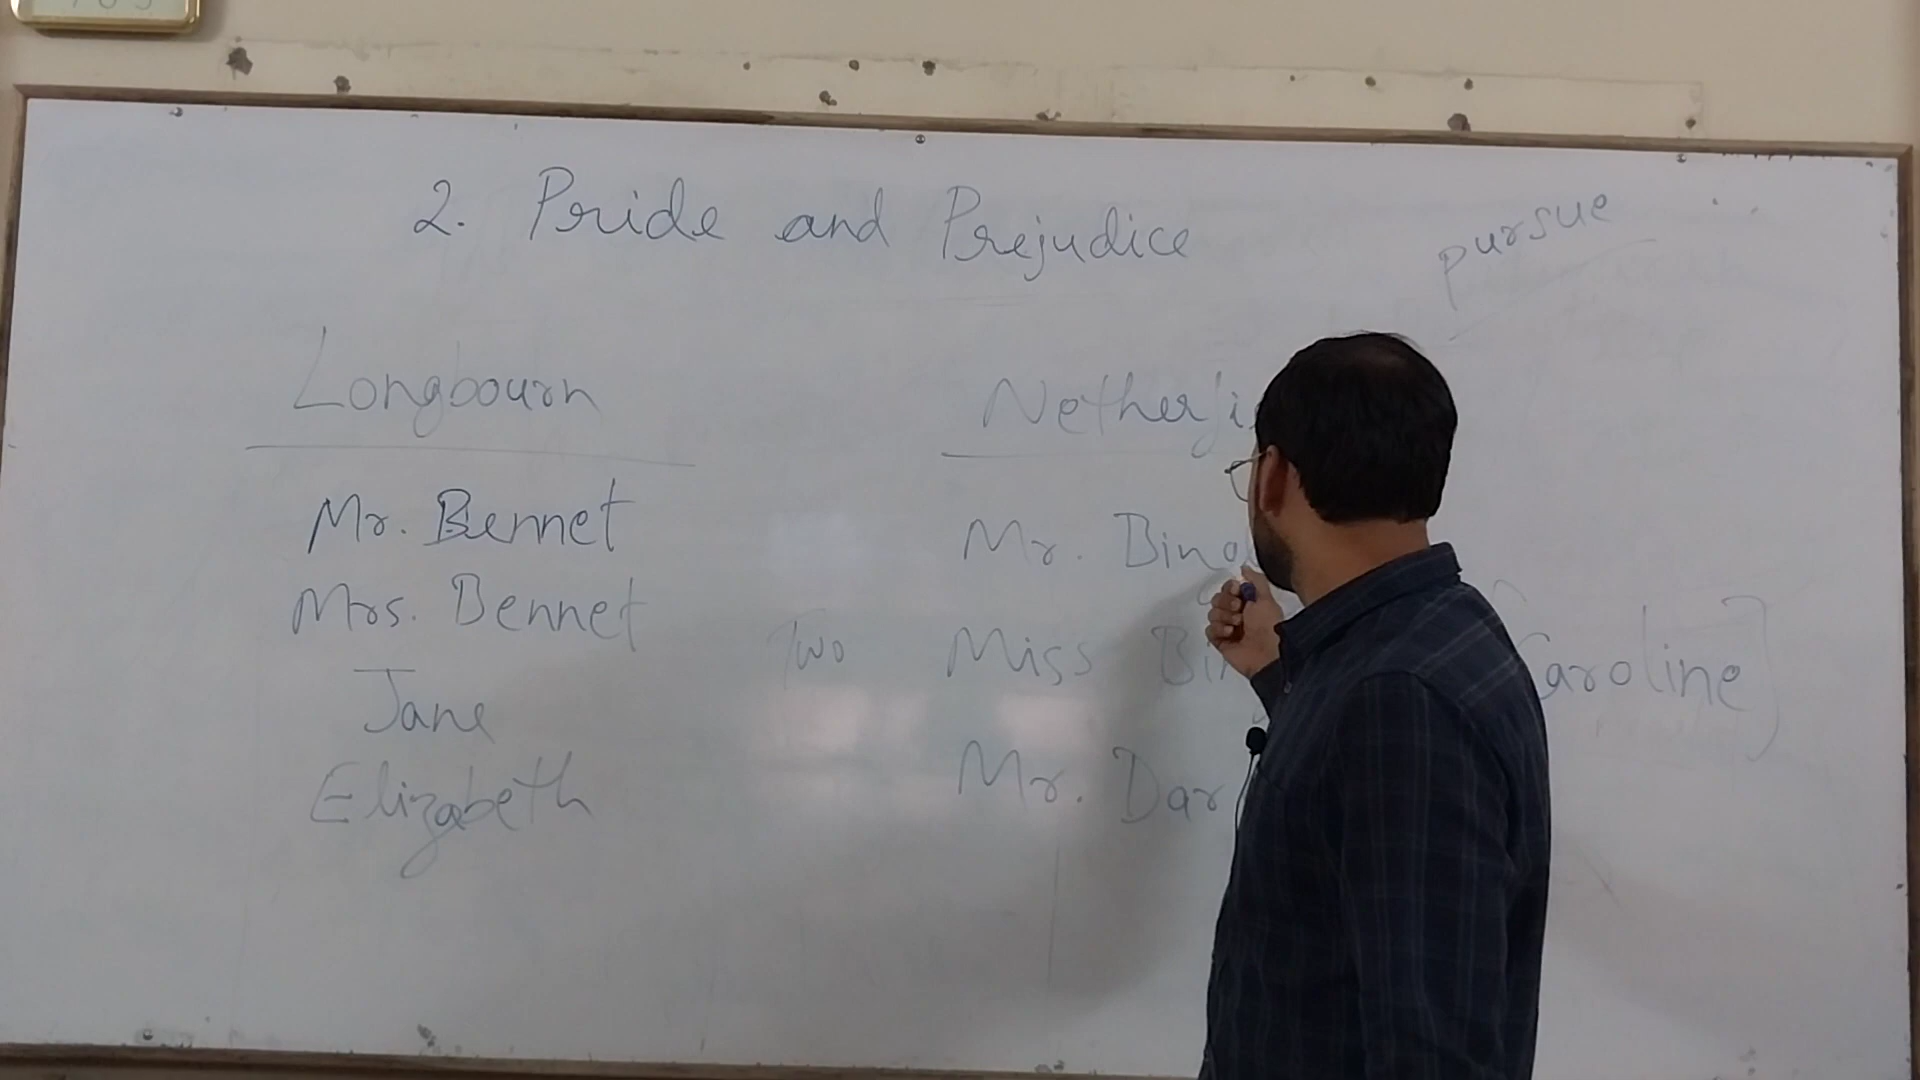 2. Pride and Prejudice
pursue
Longbourn
Mr. Bennet
Mrs. Bennet
Jane
Elizabeth
Mr.
Two Miss Caroline]
Mr.